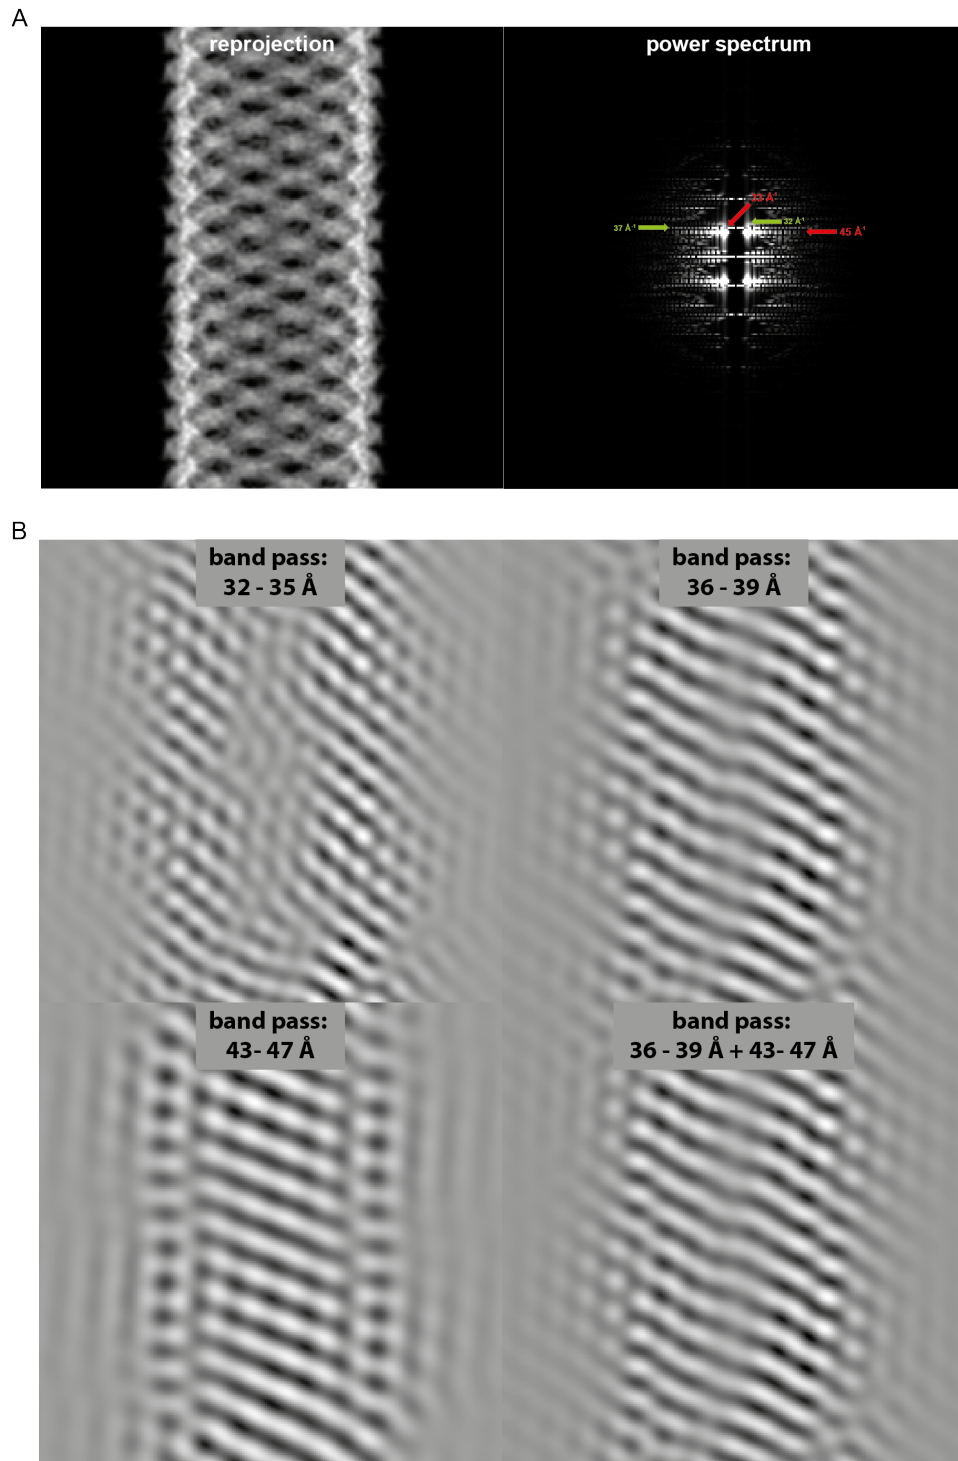 A
reprojection
power spectrum
33 Å⁻¹
32 Å⁻¹
37 Å⁻¹
45 Å⁻¹
B
band pass:
32 - 35 Å
band pass:
36 - 39 Å
band pass:
43- 47 Å
band pass:
36 - 39 Å + 43- 47 Å